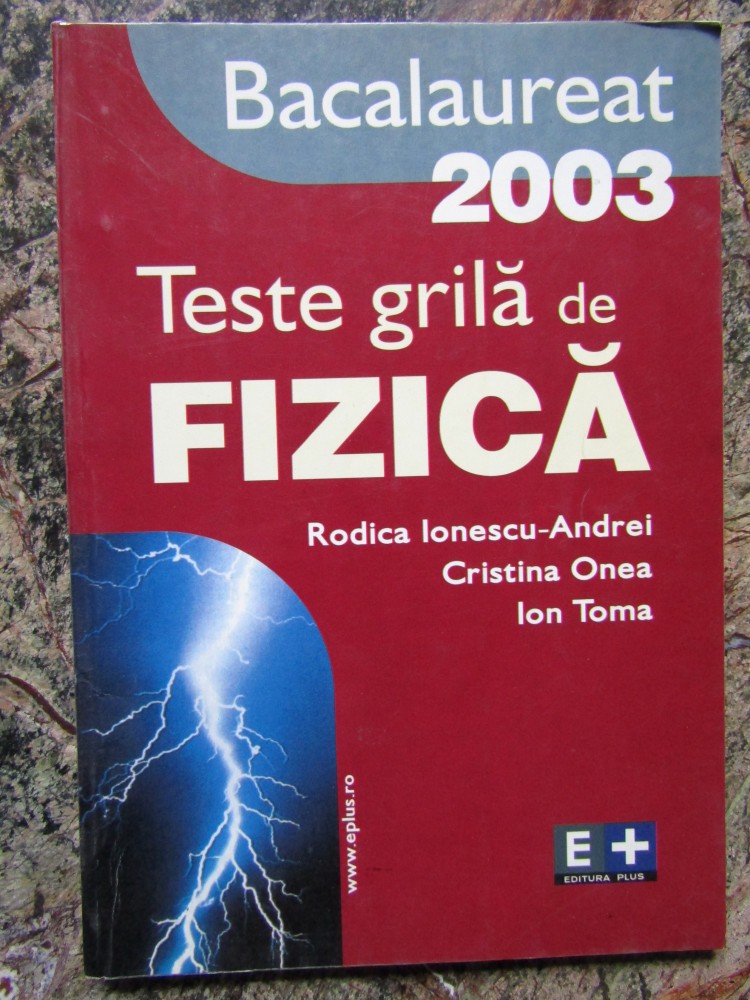 Bacalaureat
2003
Teste grilă de
FIZICĂ
Rodica Ionescu-Andrei
Cristina Onea
Ion Toma
www.eplus.ro
E+
EDITURA PLUS